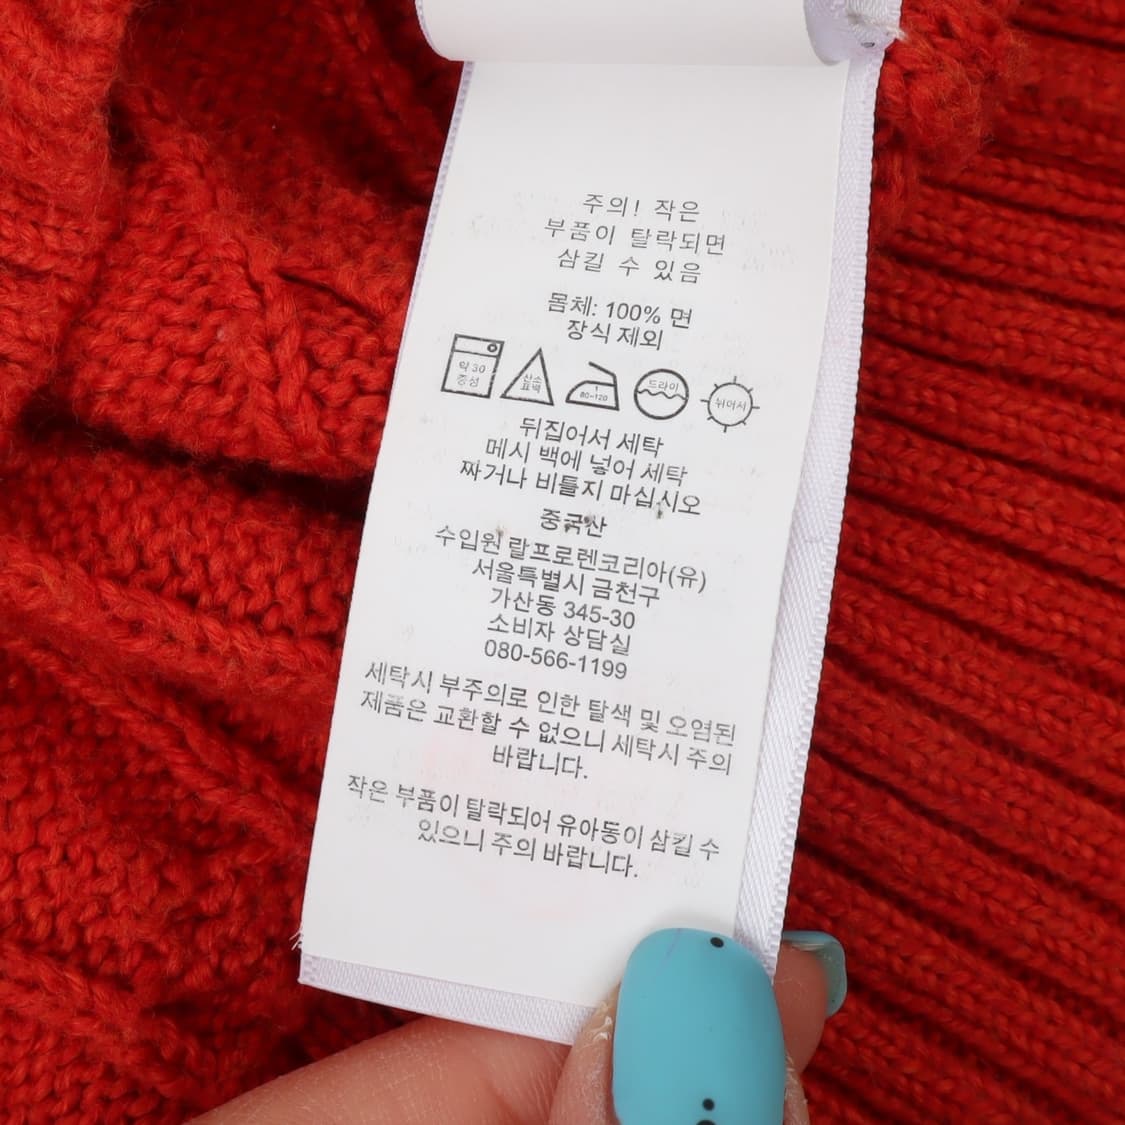 주의! 작은
부품이 탈락되면
삼킬 수 있음
몸체: 100% 면
장식 제외
약 30
중성
산소
표백
80-120
드라이
뉘어서
뒤집어서 세탁
메시 백에 넣어 세탁
짜거나 비틀지 마십시오
중국산
수입원 랄프로렌코리아(유)
서울특별시 금천구
가산동 345-30
소비자 상담실
080-566-1199
세탁시 부주의로 인한 탈색 및 오염된
제품은 교환할 수 없으니 세탁시 주의
바랍니다.
작은 부품이 탈락되어 유아동이 삼킬 수
있으니 주의 바랍니다.